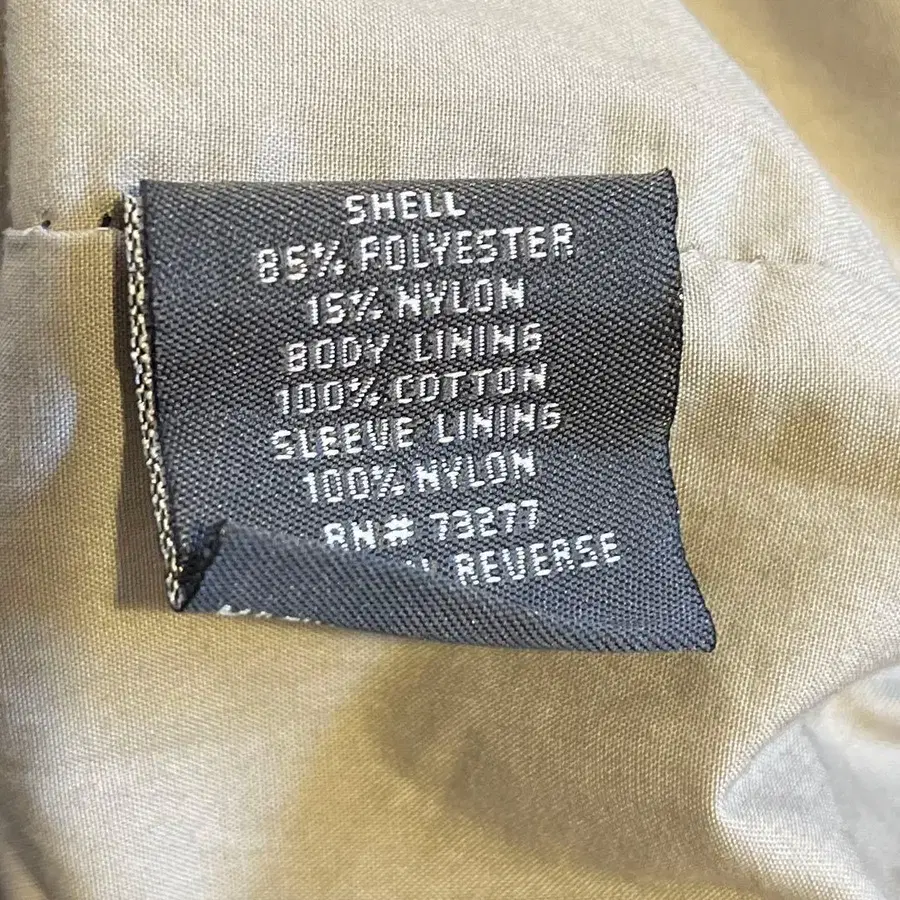 SHELL
85% POLYESTER
15% NYLON
BODY LINING
100% COTTON
SLEEVE LINING
100% NYLON
RN# 73277
REVERSE